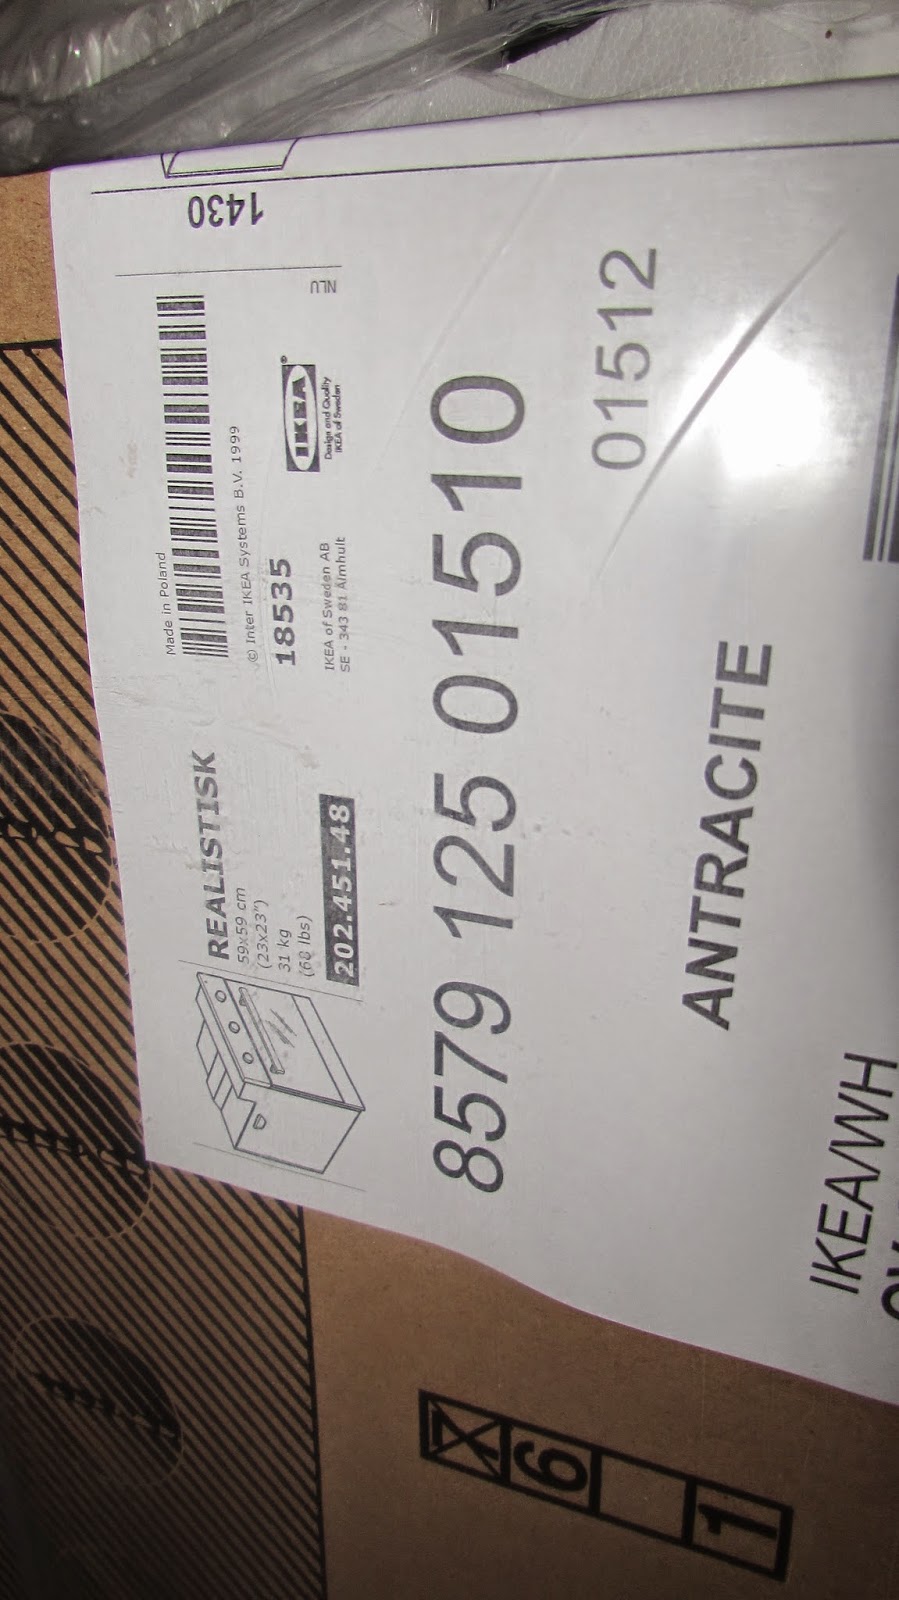 REALISTISK
59x59 cm
(23x23")
31 kg
(68 lbs)
202.451.48
Made in Poland
© Inter IKEA Systems B.V. 1999
18535
IKEA of Sweden AB
SE - 343 81 Älmhult
IKEA®
Design and Quality
IKEA of Sweden
NLU
1430
8579 125 01510
01512
ANTRACITE
IKEA/WH
6
1